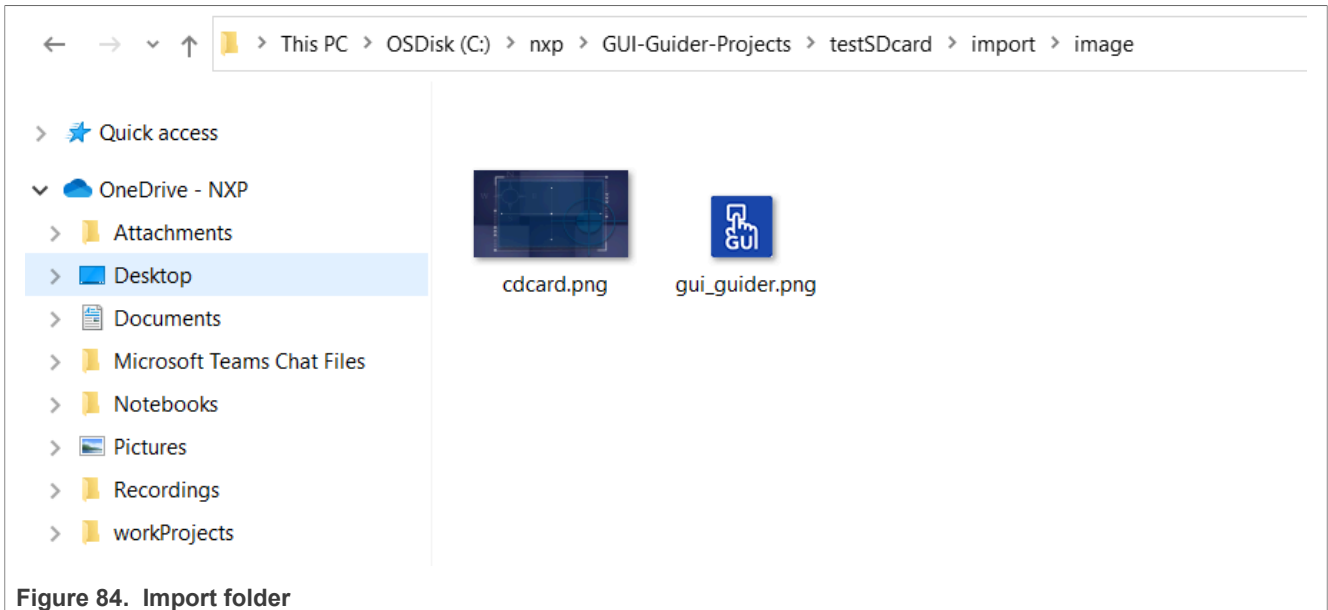 This PC > OSDisk (C:) > nxp > GUI-Guider-Projects > testSDcard > import > image
Quick access
OneDrive - NXP
Attachments
Desktop
Documents
Microsoft Teams Chat Files
Notebooks
Pictures
Recordings
workProjects
GUI
cdcard.png
gui_guider.png
Figure 84. Import folder